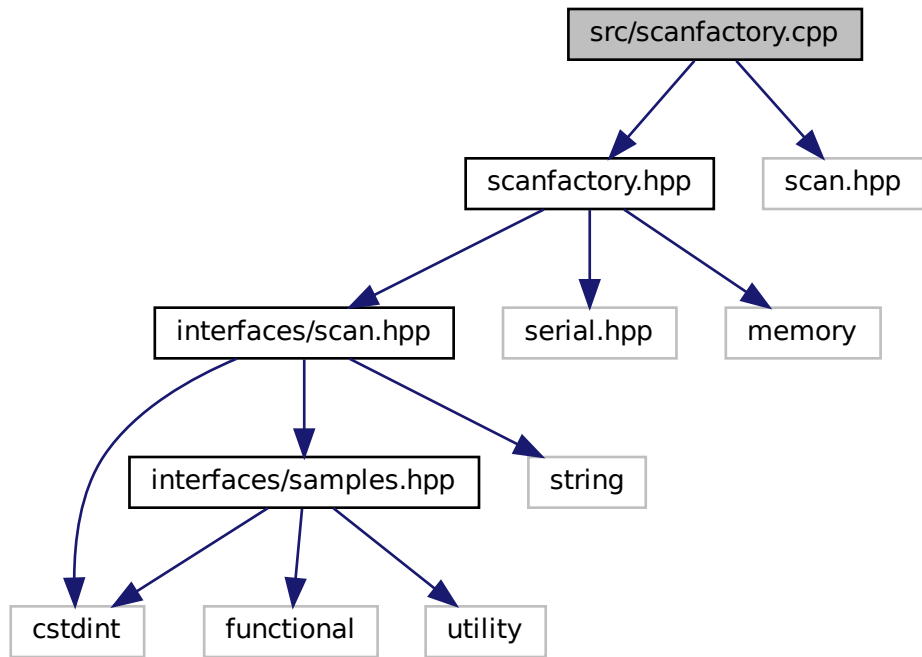 src/scanfactory.cpp
scanfactory.hpp
scan.hpp
interfaces/scan.hpp
serial.hpp
memory
interfaces/samples.hpp
string
cstdint
functional
utility